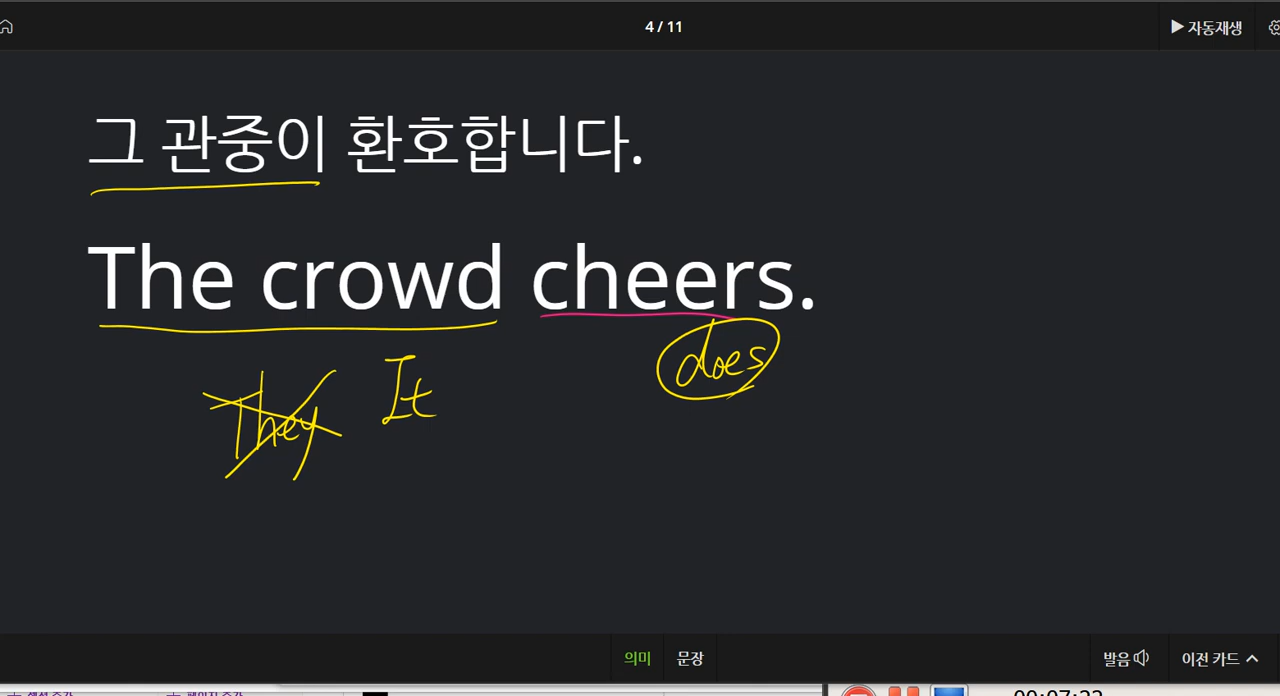 4 / 11
▶ 자동재생
그 관중이 환호합니다.
The crowd cheers.
They It does
의미 문장
발음 이전 카드